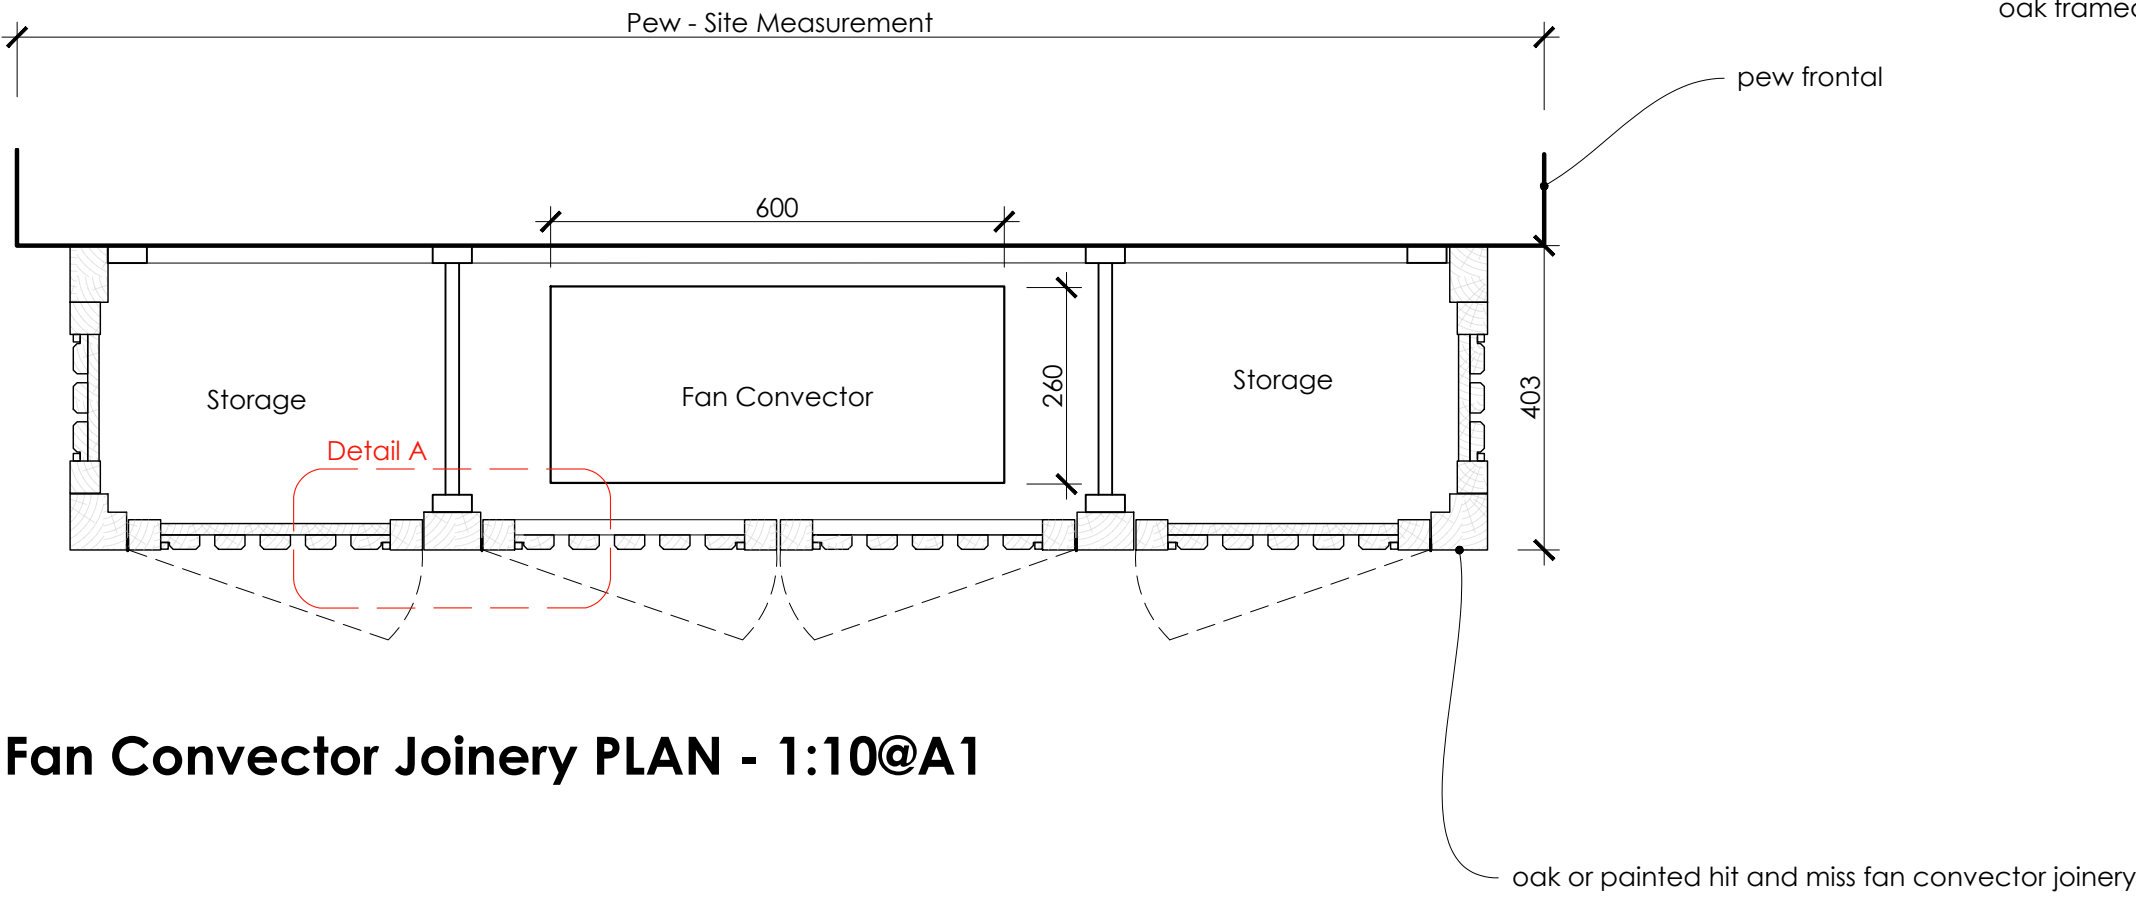 oak framed
Pew - Site Measurement
pew frontal
600
Storage
Fan Convector
260
Storage
403
Detail A
Fan Convector Joinery PLAN - 1:10@A1
oak or painted hit and miss fan convector joinery